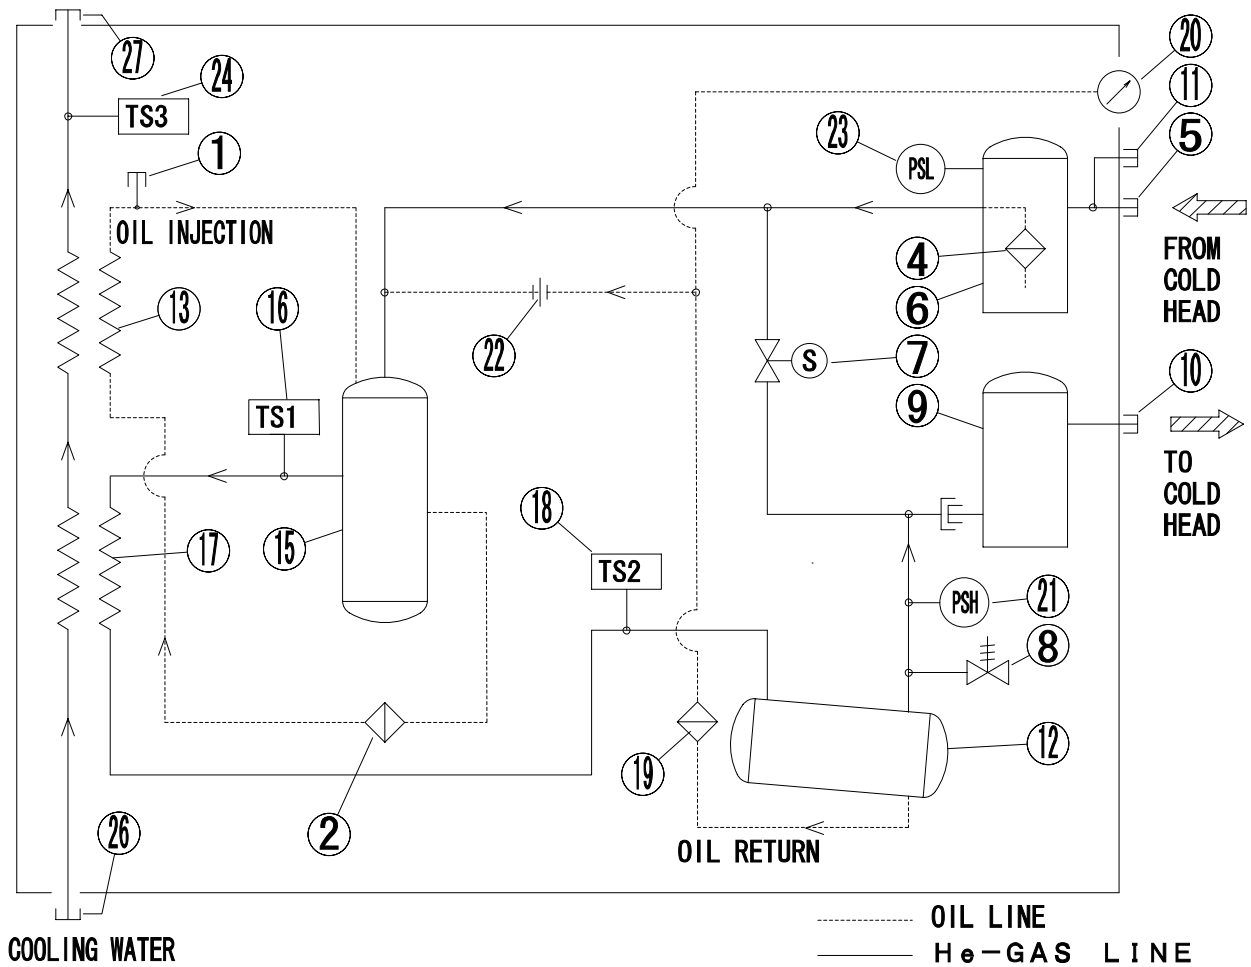 27
24
TS3
1
OIL INJECTION
20
11
5
23
PSL
4
6
FROM
COLD
HEAD
13
16
TS1
22
7
S
10
9
TO
COLD
HEAD
18
17
15
TS2
PSH
21
8
12
19
2
26
OIL RETURN
COOLING WATER
OIL LINE
He-GAS LINE